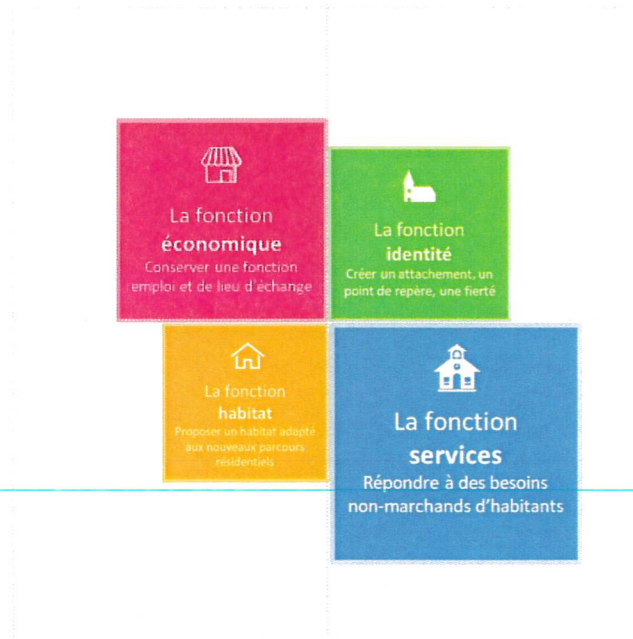 La fonction
économique
Conserver une fonction
emploi et de lieu d'échange
La fonction
identité
Créer un attachement, un
point de repère, une fierté
La fonction
habitat
Proposer un habitat adapté
aux nouveaux parcours
résidentiels
La fonction
services
Répondre à des besoins
non-marchands d'habitants